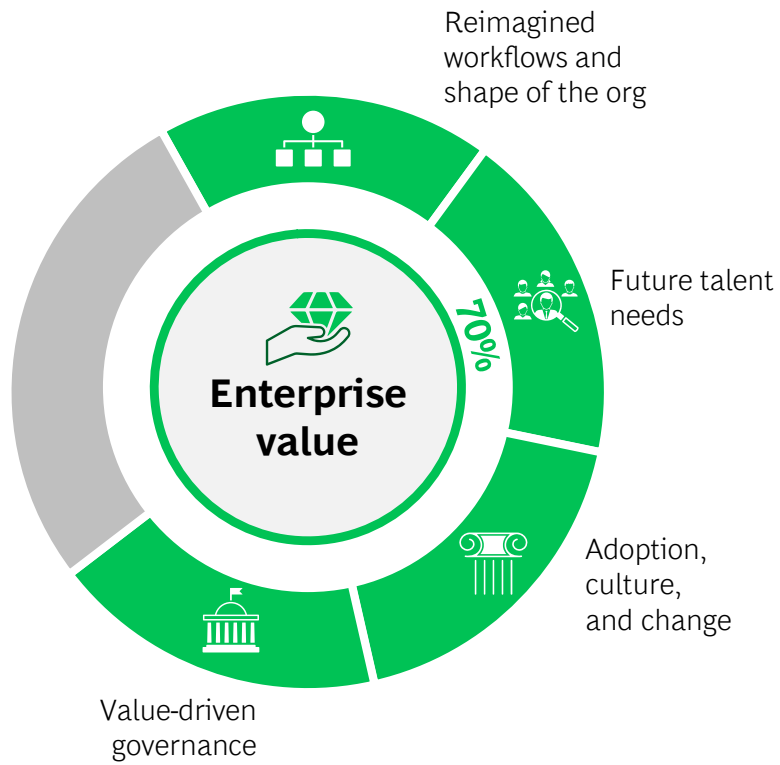 Reimagined
workflows and
shape of the org
Future talent
needs
70%
Enterprise
value
Adoption,
culture,
and change
Value-driven
governance